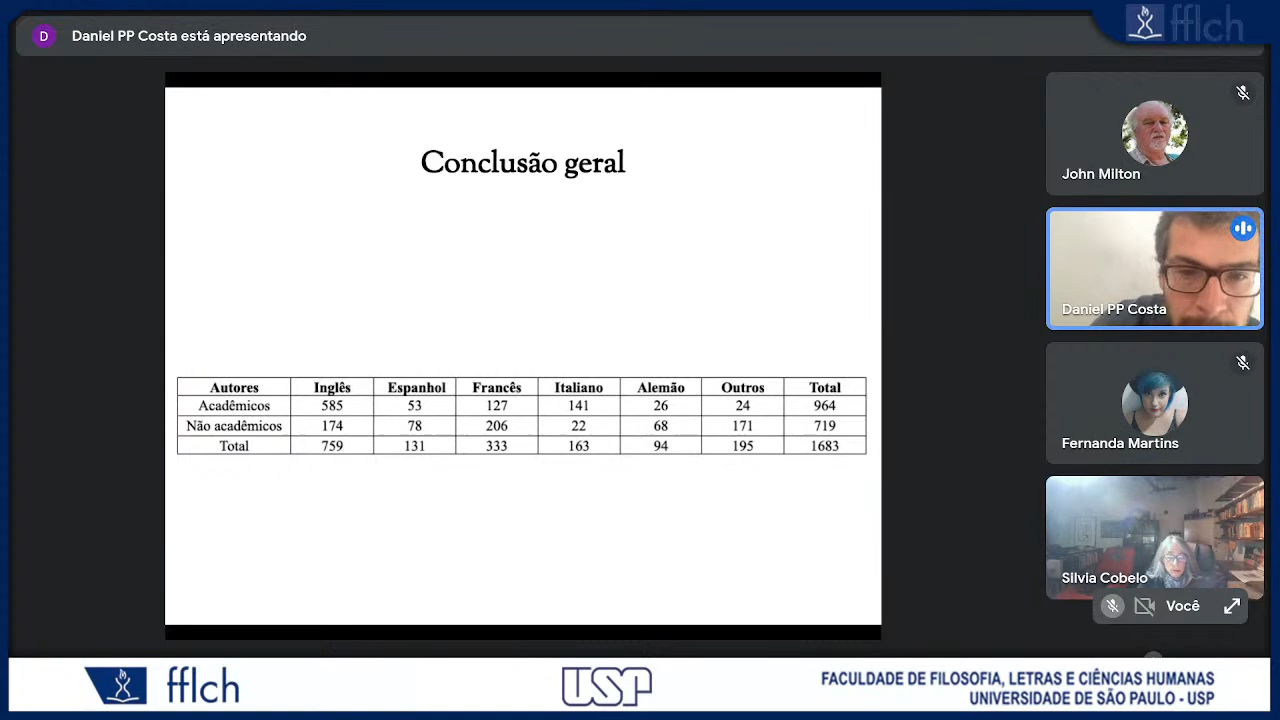 Daniel PP Costa está apresentando
D
fflch
Conclusão geral
Autores Inglês Espanhol Francês Italiano Alemão Outros Total
Acadêmicos 585 53 127 141 26 24 964
Não acadêmicos 174 78 206 22 68 171 719
Total 759 131 333 163 94 195 1683
John Milton
Daniel PP Costa
Fernanda Martins
Silvia Cobelo
Você
fflch
USP
FACULDADE DE FILOSOFIA, LETRAS E CIÊNCIAS HUMANAS
UNIVERSIDADE DE SÃO PAULO - USP